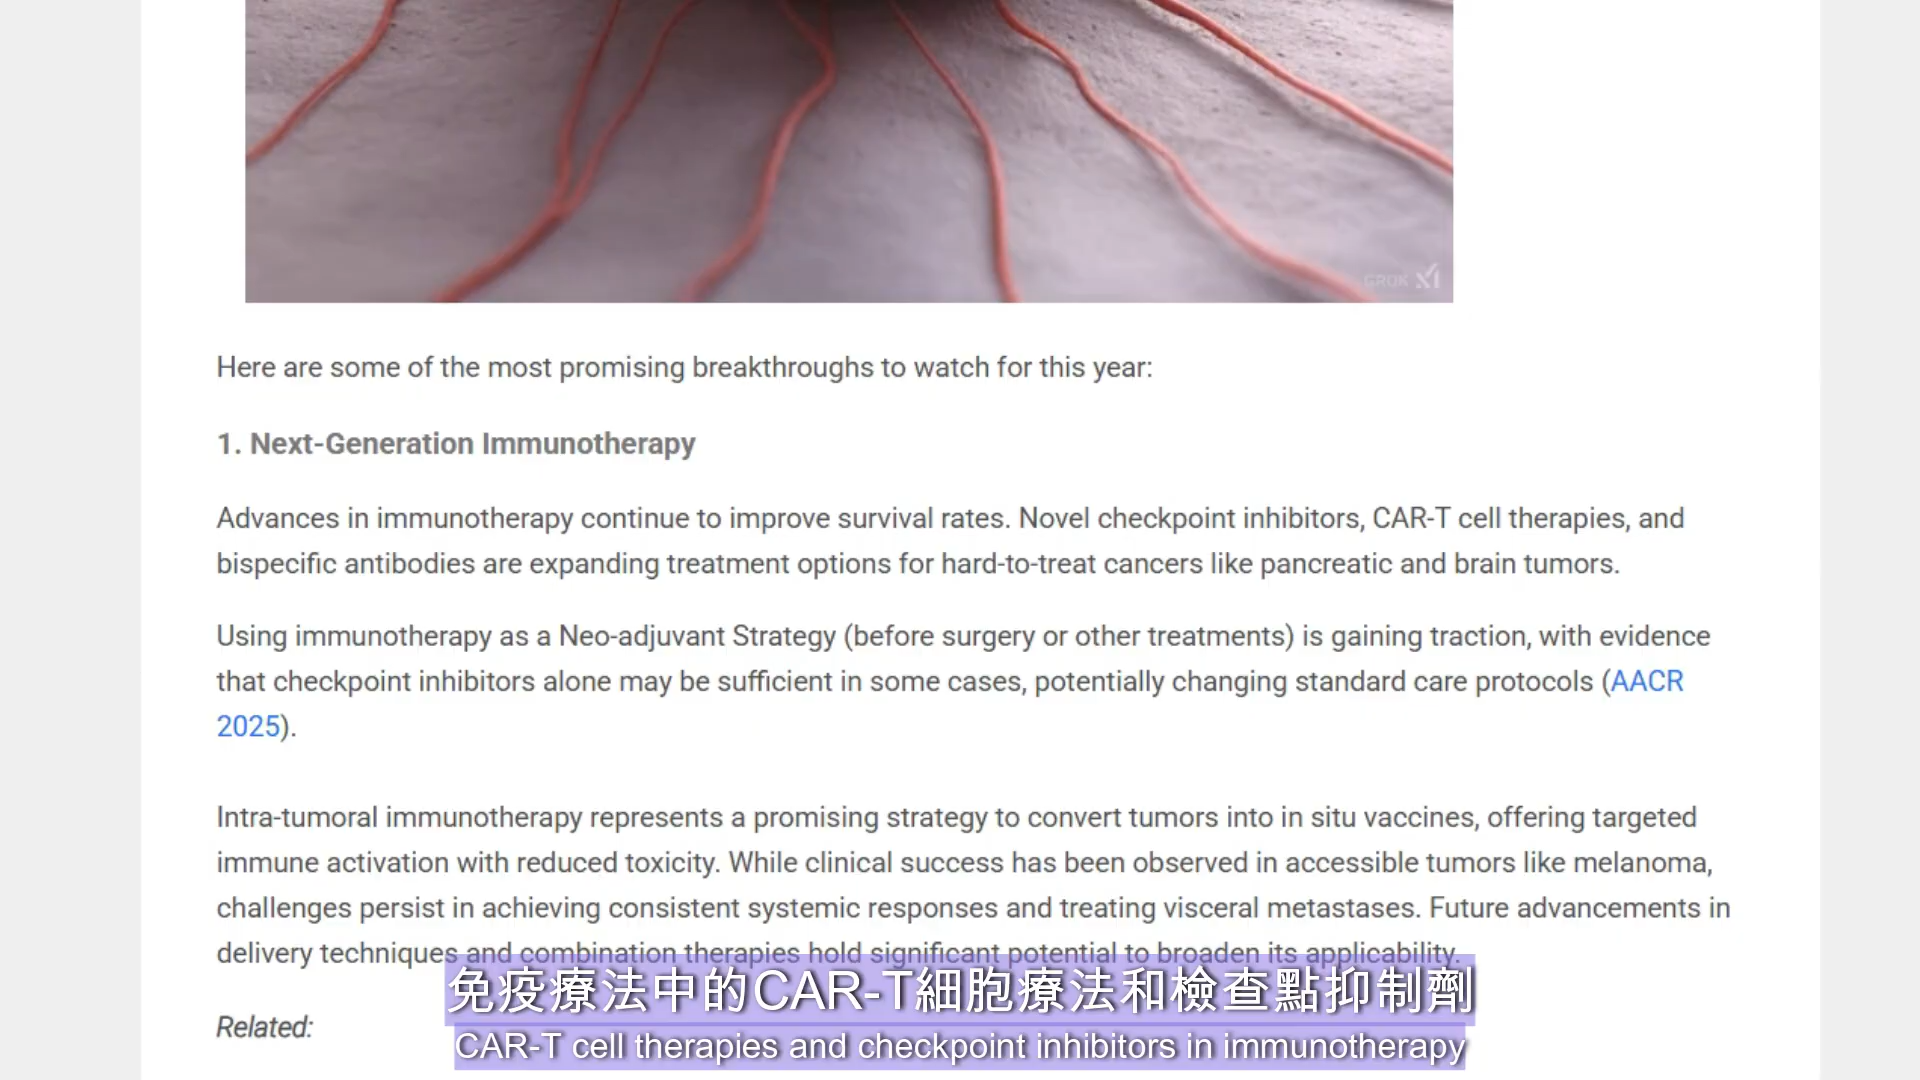 GROK
Here are some of the most promising breakthroughs to watch for this year:
1. Next-Generation Immunotherapy
Advances in immunotherapy continue to improve survival rates. Novel checkpoint inhibitors, CAR-T cell therapies, and
bispecific antibodies are expanding treatment options for hard-to-treat cancers like pancreatic and brain tumors.
Using immunotherapy as a Neo-adjuvant Strategy (before surgery or other treatments) is gaining traction, with evidence
that checkpoint inhibitors alone may be sufficient in some cases, potentially changing standard care protocols (AACR
2025).
Intra-tumoral immunotherapy represents a promising strategy to convert tumors into in situ vaccines, offering targeted
immune activation with reduced toxicity. While clinical success has been observed in accessible tumors like melanoma,
challenges persist in achieving consistent systemic responses and treating visceral metastases. Future advancements in
delivery techniques and combination therapies hold significant potential to broaden its applicability.
免疫療法中的CAR-T細胞療法和檢查點抑制劑
Related:
CAR-T cell therapies and checkpoint inhibitors in immunotherapy